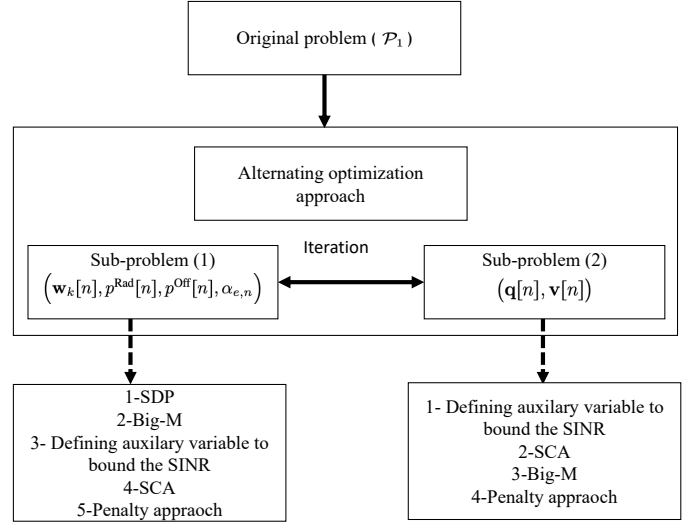 Original problem ( 𝒫₁ )
Alternating optimization
approach
Iteration
Sub-problem (1)
(𝐰ₖ[n], pᴿᵃᵈ[n], pᴼᶠᶠ[n], αₑ,ₙ)
Sub-problem (2)
(𝐪[n], 𝐯[n])
1-SDP
2-Big-M
3- Defining auxilary variable to
bound the SINR
4-SCA
5-Penalty appraoch
1- Defining auxilary variable to
bound the SINR
2-SCA
3-Big-M
4-Penalty appraoch